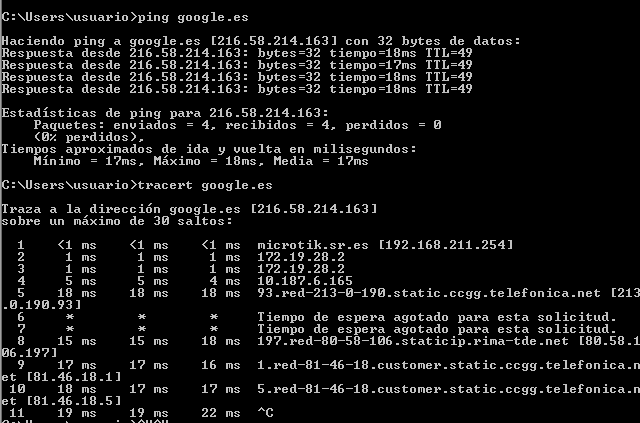 C:\Users\usuario>ping google.es
Haciendo ping a google.es [216.58.214.163] con 32 bytes de datos:
Respuesta desde 216.58.214.163: bytes=32 tiempo=18ms TTL=49
Respuesta desde 216.58.214.163: bytes=32 tiempo=17ms TTL=49
Respuesta desde 216.58.214.163: bytes=32 tiempo=18ms TTL=49
Respuesta desde 216.58.214.163: bytes=32 tiempo=18ms TTL=49
Estadísticas de ping para 216.58.214.163:
Paquetes: enviados = 4, recibidos = 4, perdidos = 0
(0% perdidos),
Tiempos aproximados de ida y vuelta en milisegundos:
Mínimo = 17ms, Máximo = 18ms, Media = 17ms
C:\Users\usuario>tracert google.es
Traza a la dirección google.es [216.58.214.163]
sobre un máximo de 30 saltos:
1 <1 ms <1 ms <1 ms microtik.sr.es [192.168.211.254]
2 1 ms 1 ms 1 ms 172.19.28.2
3 1 ms 1 ms 1 ms 172.19.28.2
4 5 ms 5 ms 4 ms 10.187.6.165
5 18 ms 18 ms 18 ms 93.red-213-0-190.static.ccgg.telefonica.net [213
.0.190.93]
6 * * * Tiempo de espera agotado para esta solicitud.
7 * * * Tiempo de espera agotado para esta solicitud.
8 15 ms 15 ms 18 ms 197.red-80-58-106.staticip.rima-tde.net [80.58.1
06.197]
9 17 ms 17 ms 16 ms 1.red-81-46-18.customer.static.ccgg.telefonica.n
et [81.46.18.1]
10 18 ms 17 ms 17 ms 5.red-81-46-18.customer.static.ccgg.telefonica.n
et [81.46.18.5]
11 19 ms 19 ms 22 ms ^C